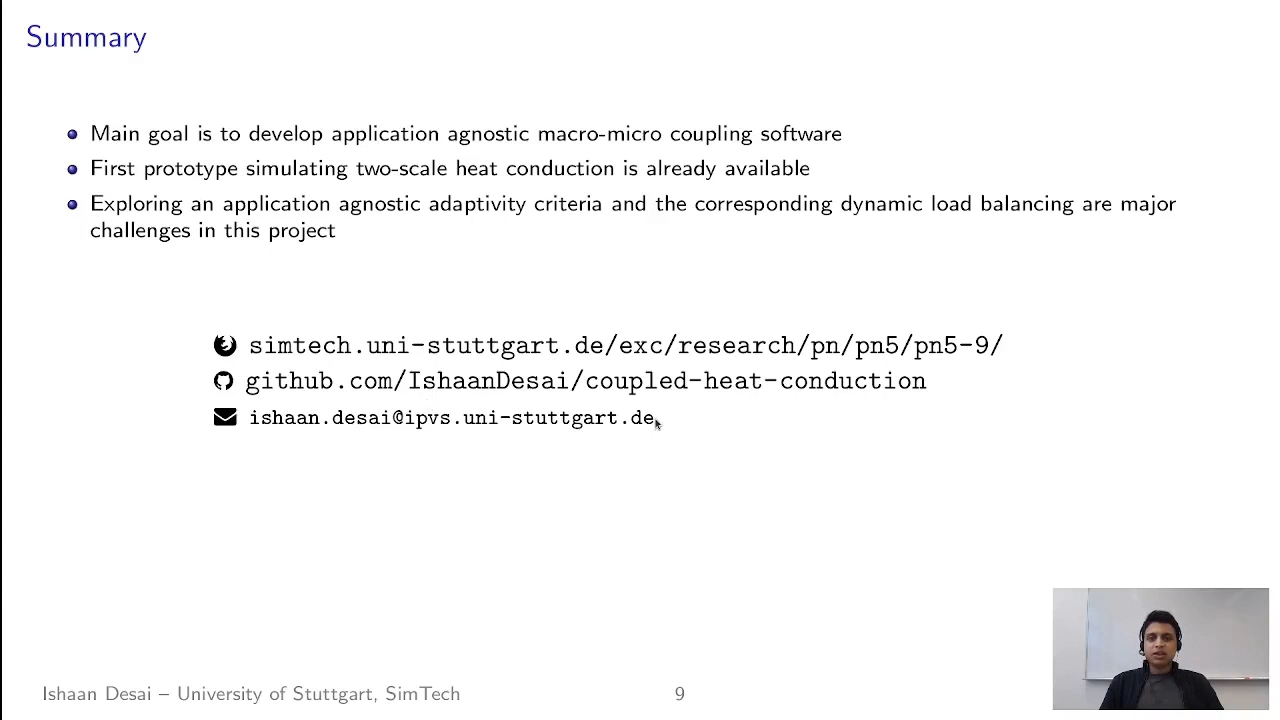 Summary
Main goal is to develop application agnostic macro-micro coupling software
First prototype simulating two-scale heat conduction is already available
Exploring an application agnostic adaptivity criteria and the corresponding dynamic load balancing are major
challenges in this project
simtech.uni-stuttgart.de/exc/research/pn/pn5/pn5-9/
github.com/IshaanDesai/coupled-heat-conduction
ishaan.desai@ipvs.uni-stuttgart.de
Ishaan Desai – University of Stuttgart, SimTech
9